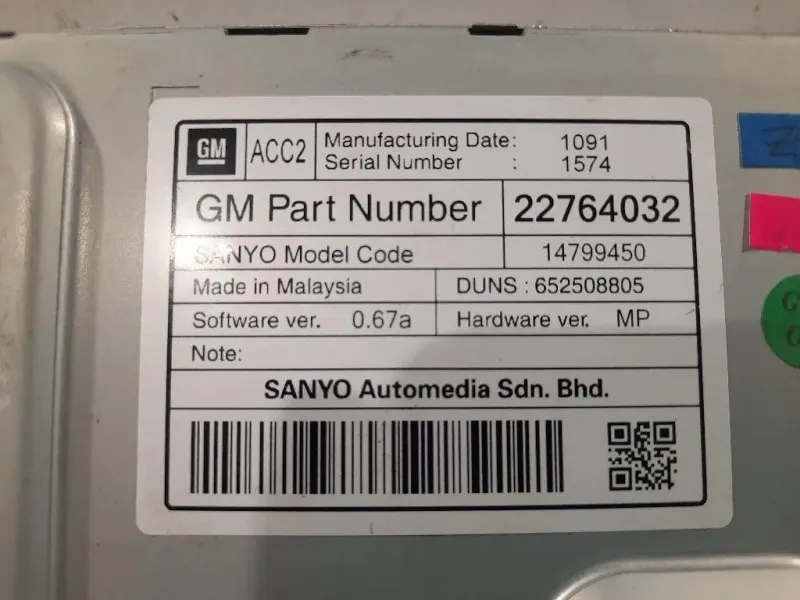 GM ACC2 Manufacturing Date: 1091
Serial Number : 1574
GM Part Number 22764032
SANYO Model Code 14799450
Made in Malaysia DUNS : 652508805
Software ver. 0.67a Hardware ver. MP
Note:
SANYO Automedia Sdn. Bhd.